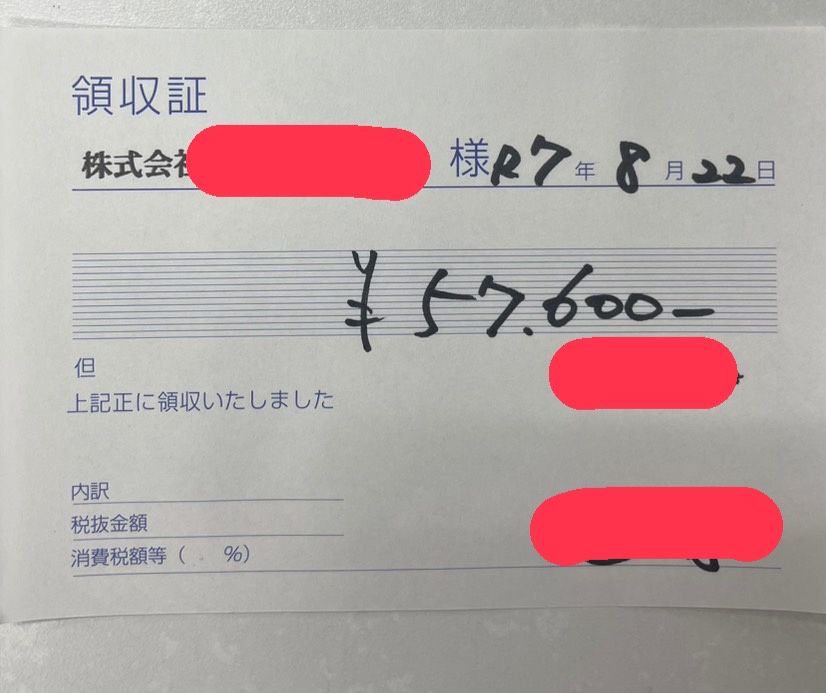 領収証
株式会社 様 R7年8月22日
¥57.600-
但
上記正に領収いたしました
内訳
税抜金額
消費税額等( %)